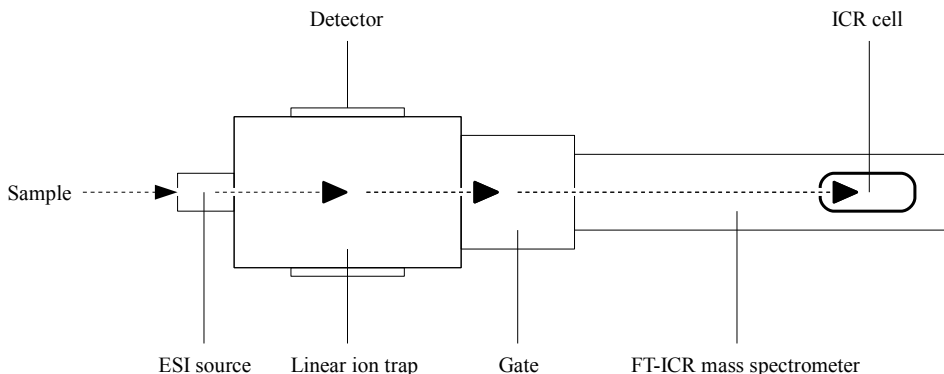 Detector
ICR cell
Sample
ESI source
Linear ion trap
Gate
FT-ICR mass spectrometer